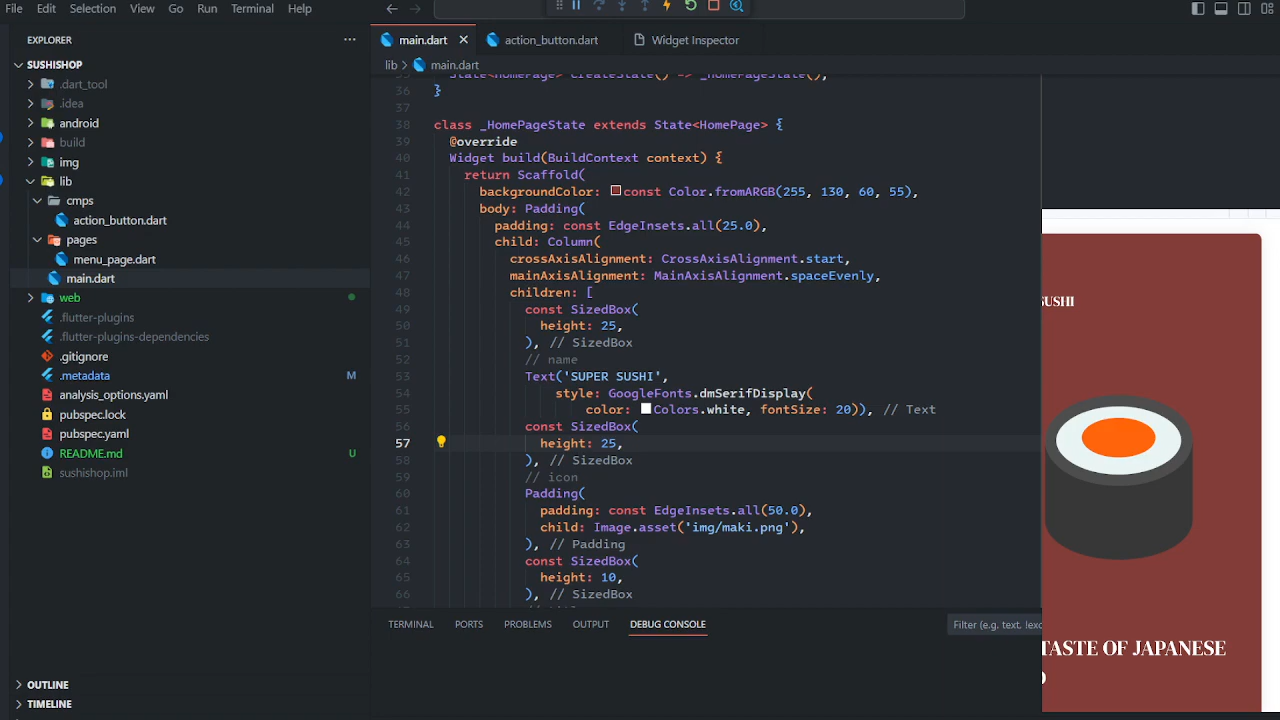 File Edit Selection View Go Run Terminal Help
EXPLORER
main.dart
action_button.dart
Widget Inspector
SUSHISHOP
lib > main.dart
.dart_tool
.idea
android
build
img
lib
cmps
action_button.dart
pages
menu_page.dart
main.dart
web
.flutter-plugins
.flutter-plugins-dependencies
.gitignore
.metadata M
analysis_options.yaml
pubspec.lock
pubspec.yaml
README.md U
sushishop.iml
OUTLINE
TIMELINE
35 State<HomePage> createState() => _HomePageState();
36 }
37
38 class _HomePageState extends State<HomePage> {
39 @override
40 Widget build(BuildContext context) {
41 return Scaffold(
42 backgroundColor: const Color.fromARGB(255, 130, 60, 55),
43 body: Padding(
44 padding: const EdgeInsets.all(25.0),
45 child: Column(
46 crossAxisAlignment: CrossAxisAlignment.start,
47 mainAxisAlignment: MainAxisAlignment.spaceEvenly,
48 children: [
49 const SizedBox(
50 height: 25,
51 ), // SizedBox
52 // name
53 Text('SUPER SUSHI',
54 style: GoogleFonts.dmSerifDisplay(
55 color: Colors.white, fontSize: 20)), // Text
56 const SizedBox(
57 height: 25,
58 ), // SizedBox
59 // icon
60 Padding(
61 padding: const EdgeInsets.all(50.0),
62 child: Image.asset('img/maki.png'),
63 ), // Padding
64 const SizedBox(
65 height: 10,
66 ), // SizedBox
TERMINAL PORTS PROBLEMS OUTPUT DEBUG CONSOLE
Filter (e.g. text, !exc
SUSHI
TASTE OF JAPANESE